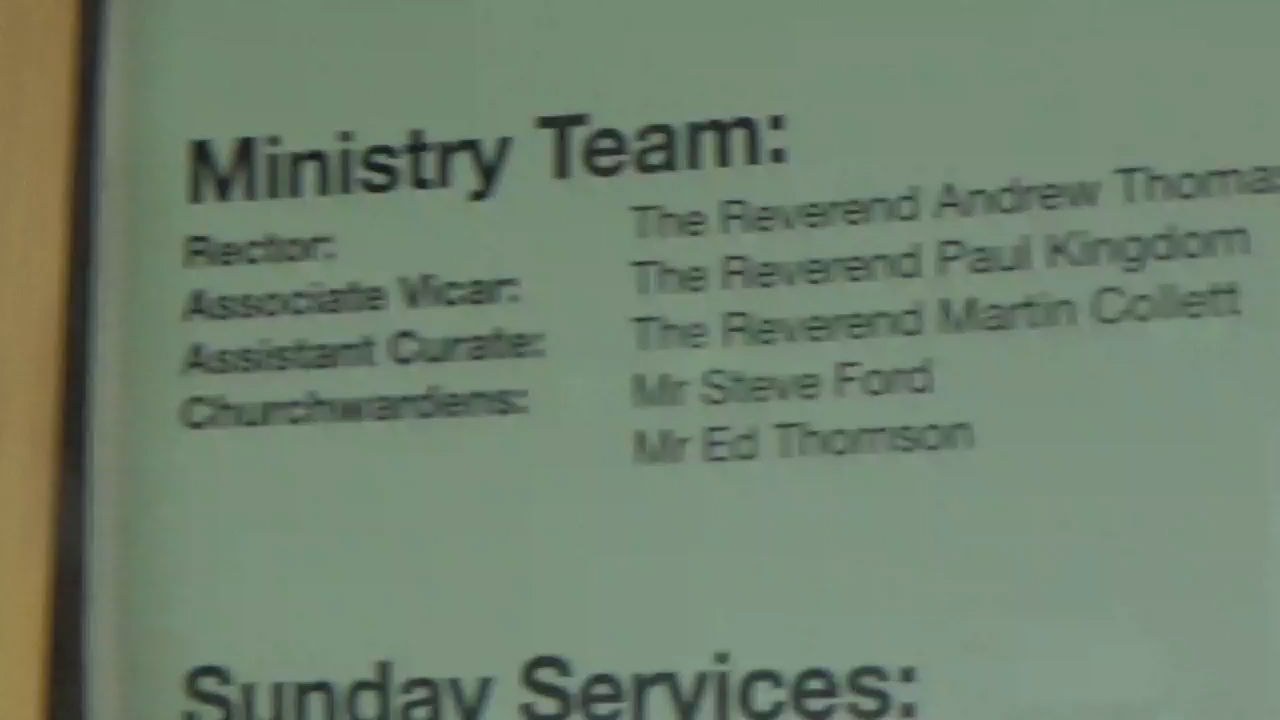 Ministry Team:
Rector: The Reverend Andrew Thomas
Associate Vicar: The Reverend Paul Kingdom
Assistant Curate: The Reverend Martin Collett
Churchwardens: Mr Steve Ford
Mr Ed Thomson
Sunday Services: